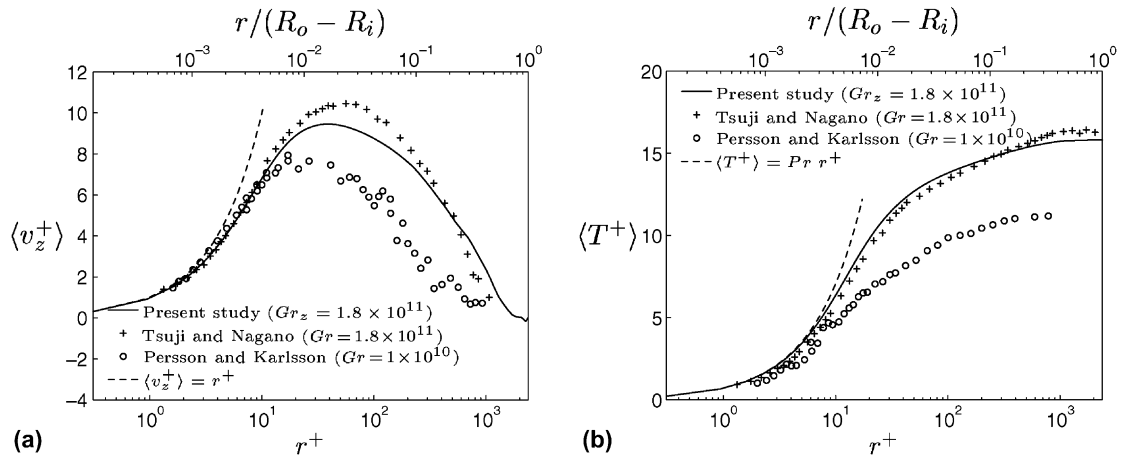 r/(R_o − R_i)
10^{-3} 10^{-2} 10^{-1} 10^0
12
10
8
6
4
2
0
−2
−4
⟨v_z^+⟩
Present study (Gr_z = 1.8 × 10^{11})
Tsuji and Nagano (Gr = 1.8 × 10^{11})
Persson and Karlsson (Gr = 1 × 10^{10})
⟨v_z^+⟩ = r^+
10^0 10^1 10^2 10^3
(a) r^+
r/(R_o − R_i)
10^{-3} 10^{-2} 10^{-1} 10^0
20
15
10
5
0
⟨T^+⟩
Present study (Gr_z = 1.8 × 10^{11})
Tsuji and Nagano (Gr = 1.8 × 10^{11})
Persson and Karlsson (Gr = 1 × 10^{10})
⟨T^+⟩ = Pr r^+
10^0 10^1 10^2 10^3
(b) r^+